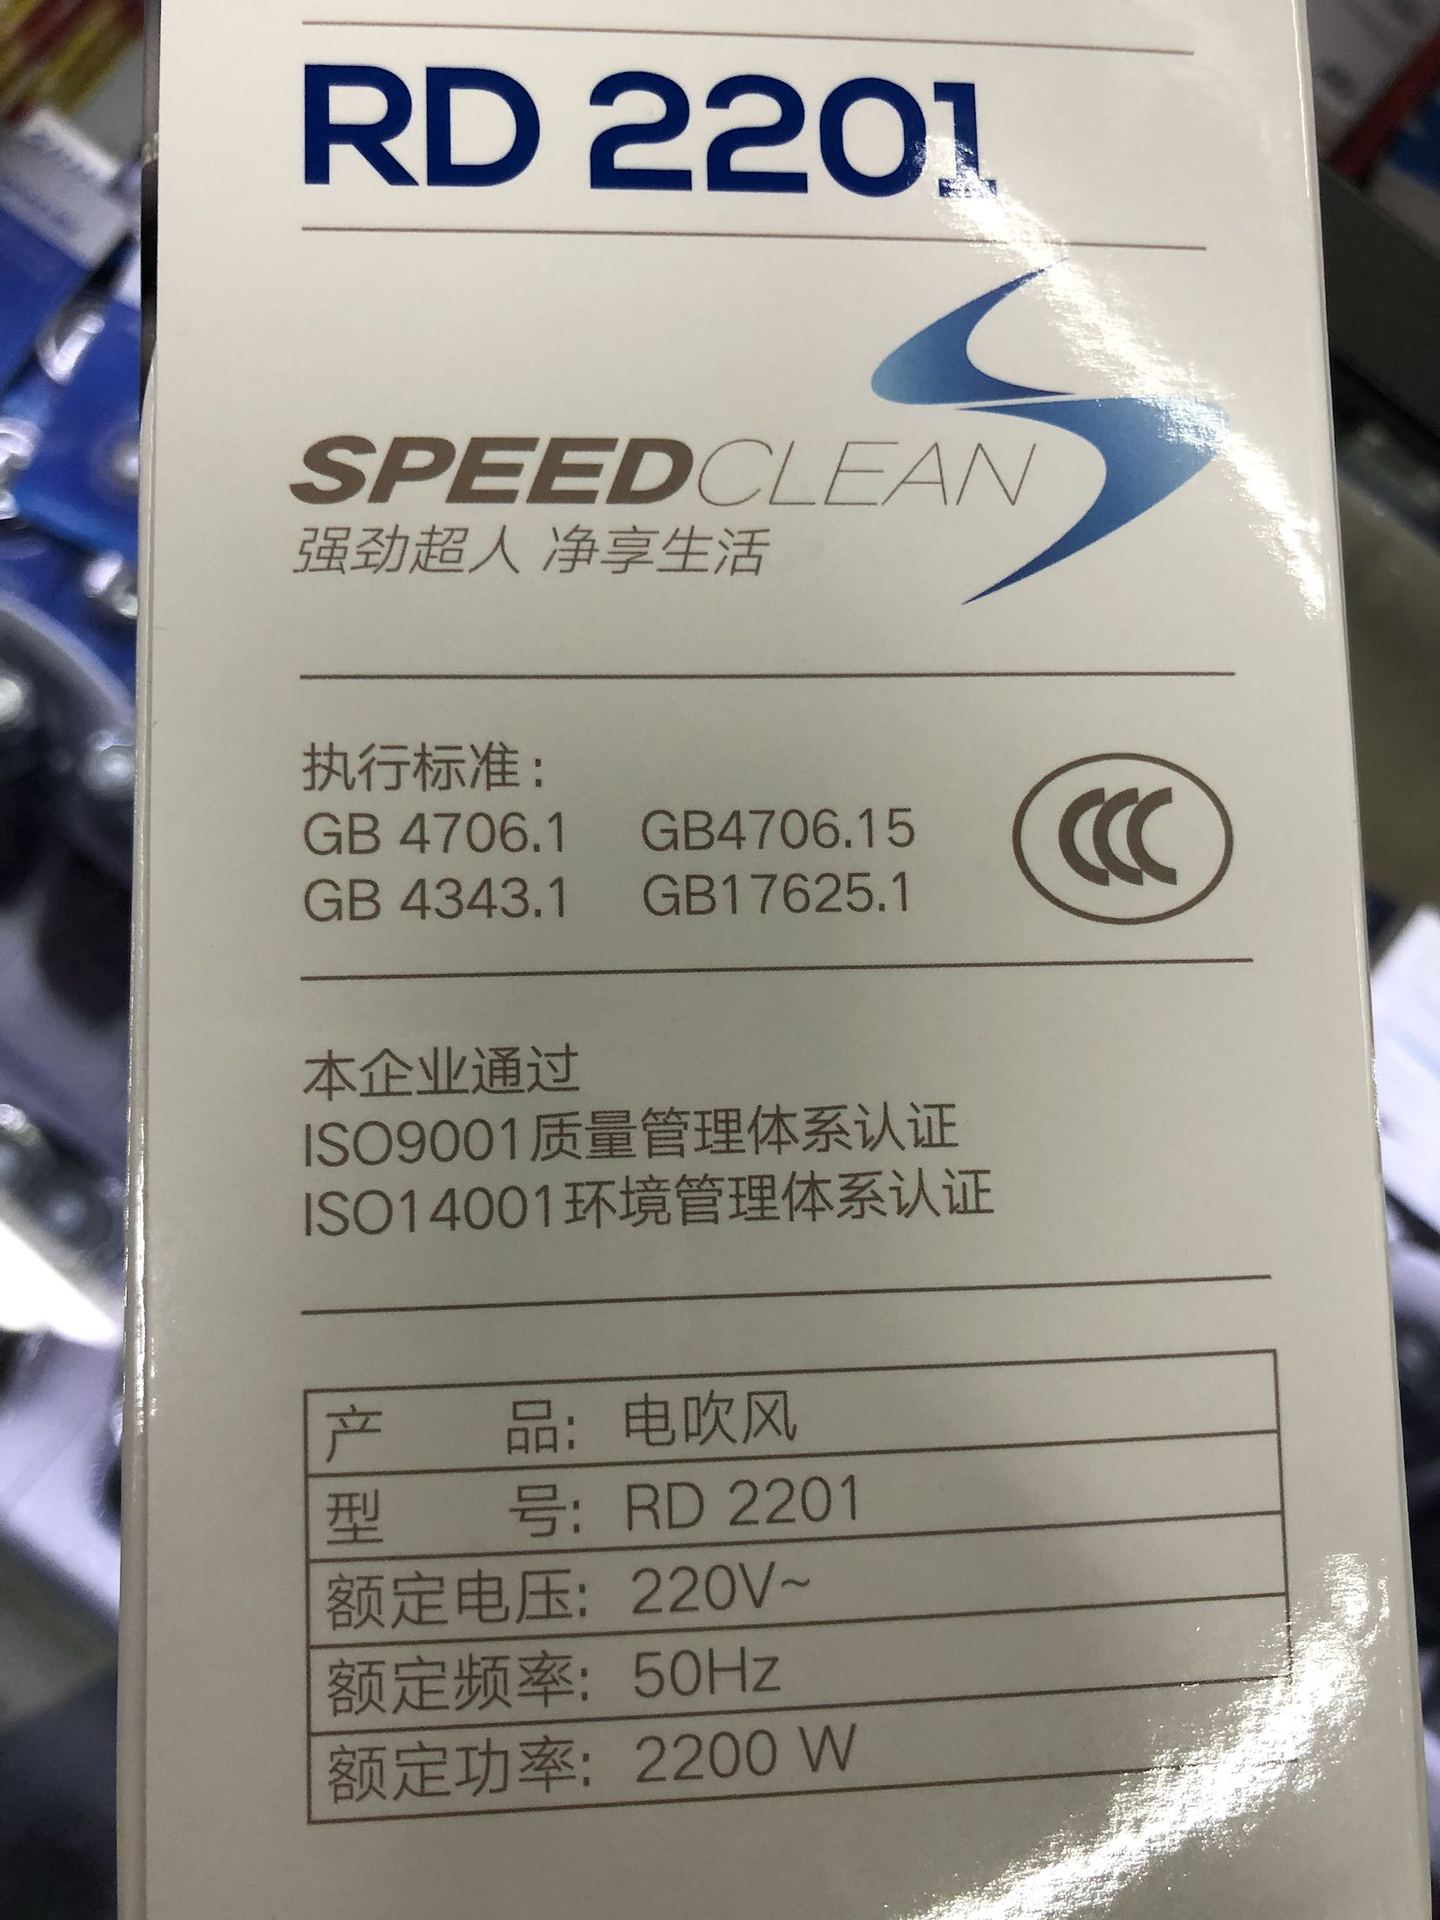 RD 2201
SPEEDCLEAN
强劲超人 净享生活
执行标准：
GB 4706.1 GB4706.15
GB 4343.1 GB17625.1
CCC
本企业通过
ISO9001质量管理体系认证
ISO14001环境管理体系认证
产 品: 电吹风
型 号: RD 2201
额定电压: 220V~
额定频率: 50Hz
额定功率: 2200 W